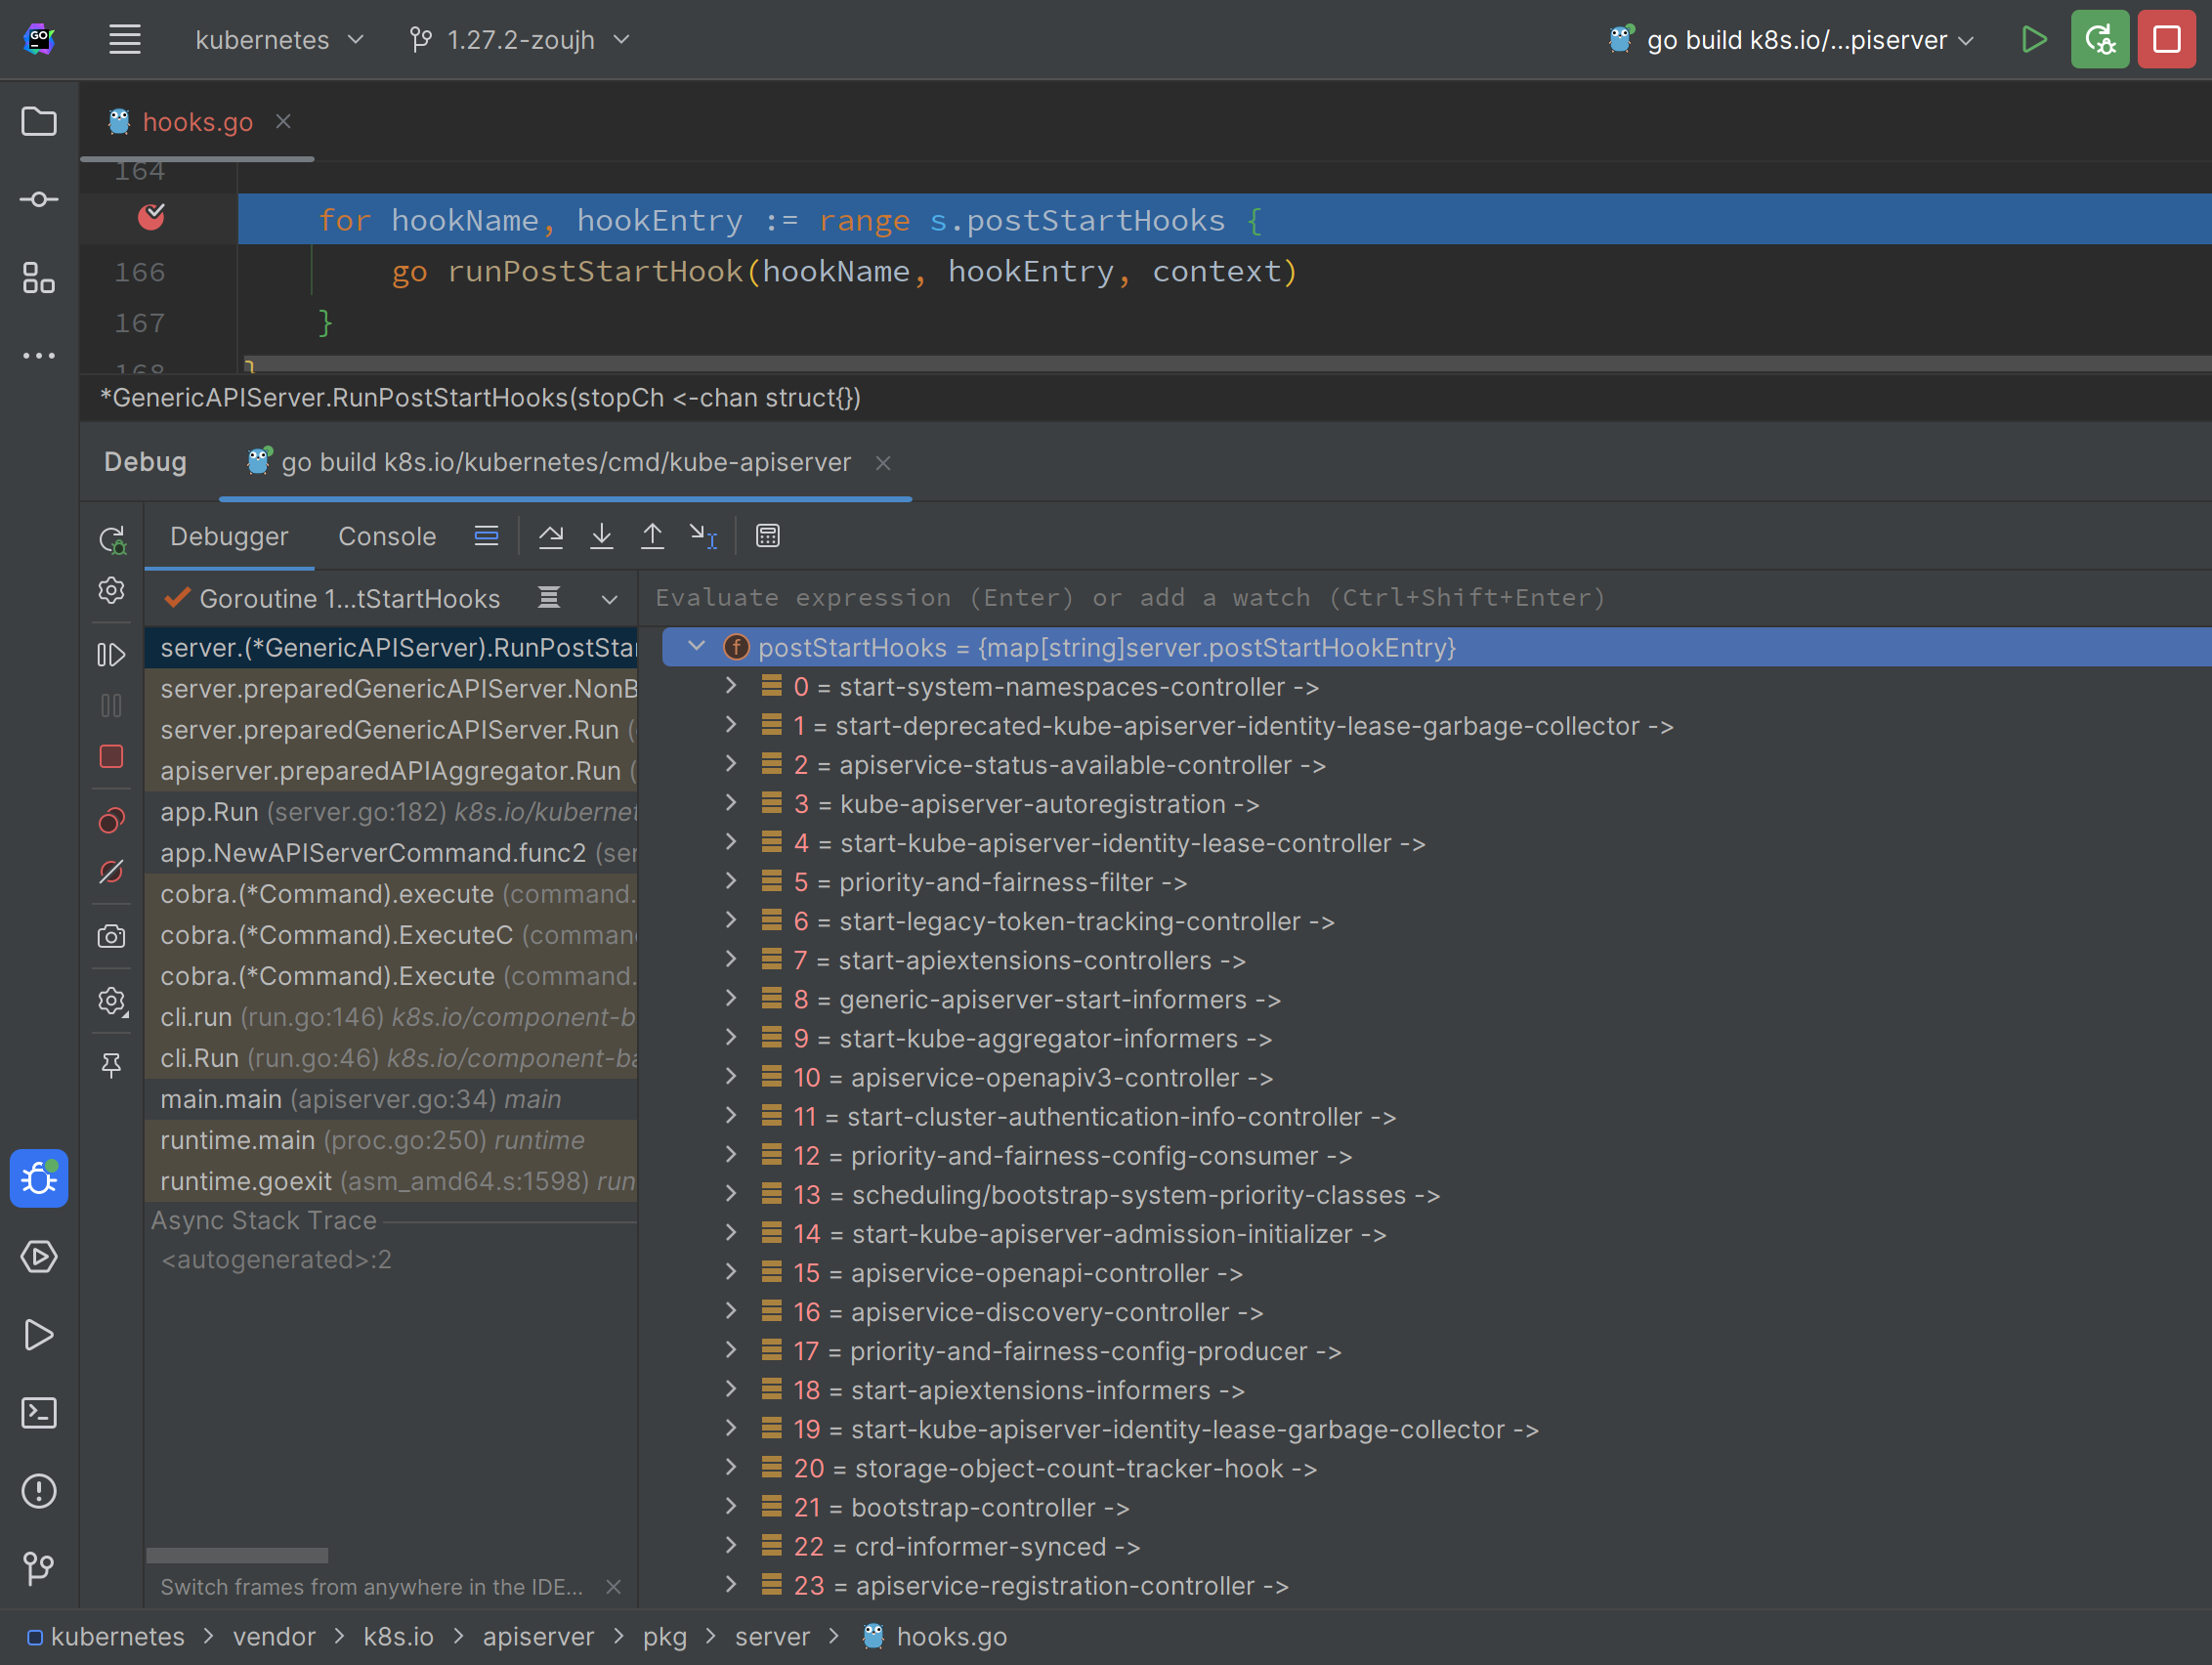 GO
kubernetes
1.27.2-zoujh
go build k8s.io/...piserver
hooks.go
164
for hookName, hookEntry := range s.postStartHooks {
166 go runPostStartHook(hookName, hookEntry, context)
167 }
168 }
*GenericAPIServer.RunPostStartHooks(stopCh <-chan struct{})
Debug
go build k8s.io/kubernetes/cmd/kube-apiserver
Debugger
Console
Goroutine 1...tStartHooks
Evaluate expression (Enter) or add a watch (Ctrl+Shift+Enter)
server.(*GenericAPIServer).RunPostStar
server.preparedGenericAPIServer.NonB
server.preparedGenericAPIServer.Run (
apiserver.preparedAPIAggregator.Run (
app.Run (server.go:182) k8s.io/kubernet
app.NewAPIServerCommand.func2 (ser
cobra.(*Command).execute (command.
cobra.(*Command).ExecuteC (comman
cobra.(*Command).Execute (command.
cli.run (run.go:146) k8s.io/component-b
cli.Run (run.go:46) k8s.io/component-ba
main.main (apiserver.go:34) main
runtime.main (proc.go:250) runtime
runtime.goexit (asm_amd64.s:1598) run
Async Stack Trace
<autogenerated>:2
Switch frames from anywhere in the IDE...
f postStartHooks = {map[string]server.postStartHookEntry}
0 = start-system-namespaces-controller ->
1 = start-deprecated-kube-apiserver-identity-lease-garbage-collector ->
2 = apiservice-status-available-controller ->
3 = kube-apiserver-autoregistration ->
4 = start-kube-apiserver-identity-lease-controller ->
5 = priority-and-fairness-filter ->
6 = start-legacy-token-tracking-controller ->
7 = start-apiextensions-controllers ->
8 = generic-apiserver-start-informers ->
9 = start-kube-aggregator-informers ->
10 = apiservice-openapiv3-controller ->
11 = start-cluster-authentication-info-controller ->
12 = priority-and-fairness-config-consumer ->
13 = scheduling/bootstrap-system-priority-classes ->
14 = start-kube-apiserver-admission-initializer ->
15 = apiservice-openapi-controller ->
16 = apiservice-discovery-controller ->
17 = priority-and-fairness-config-producer ->
18 = start-apiextensions-informers ->
19 = start-kube-apiserver-identity-lease-garbage-collector ->
20 = storage-object-count-tracker-hook ->
21 = bootstrap-controller ->
22 = crd-informer-synced ->
23 = apiservice-registration-controller ->
kubernetes > vendor > k8s.io > apiserver > pkg > server > hooks.go